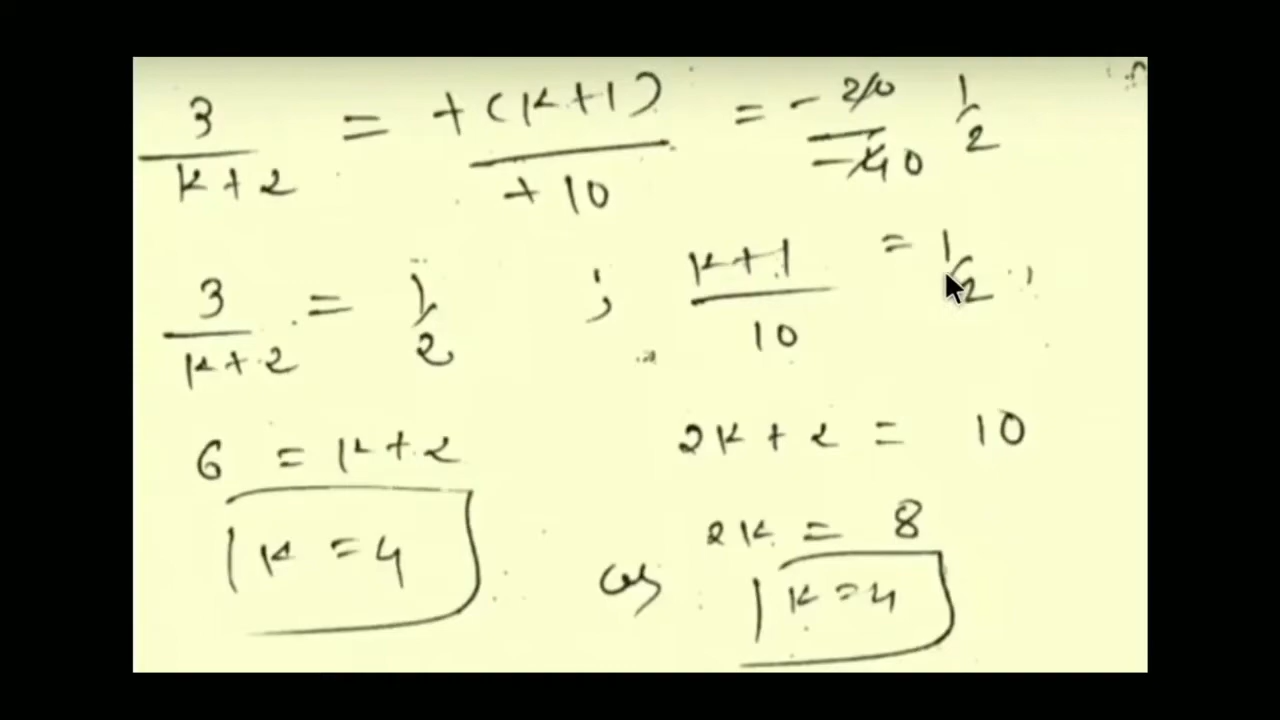 3/(K+2) = +(K+1)/+10 = -20/-40 1/2
3/(K+2) = 1/2 ; (K+1)/10 = 1/2
6 = K+2 2K+2 = 10
K=4 2K = 8
K=4